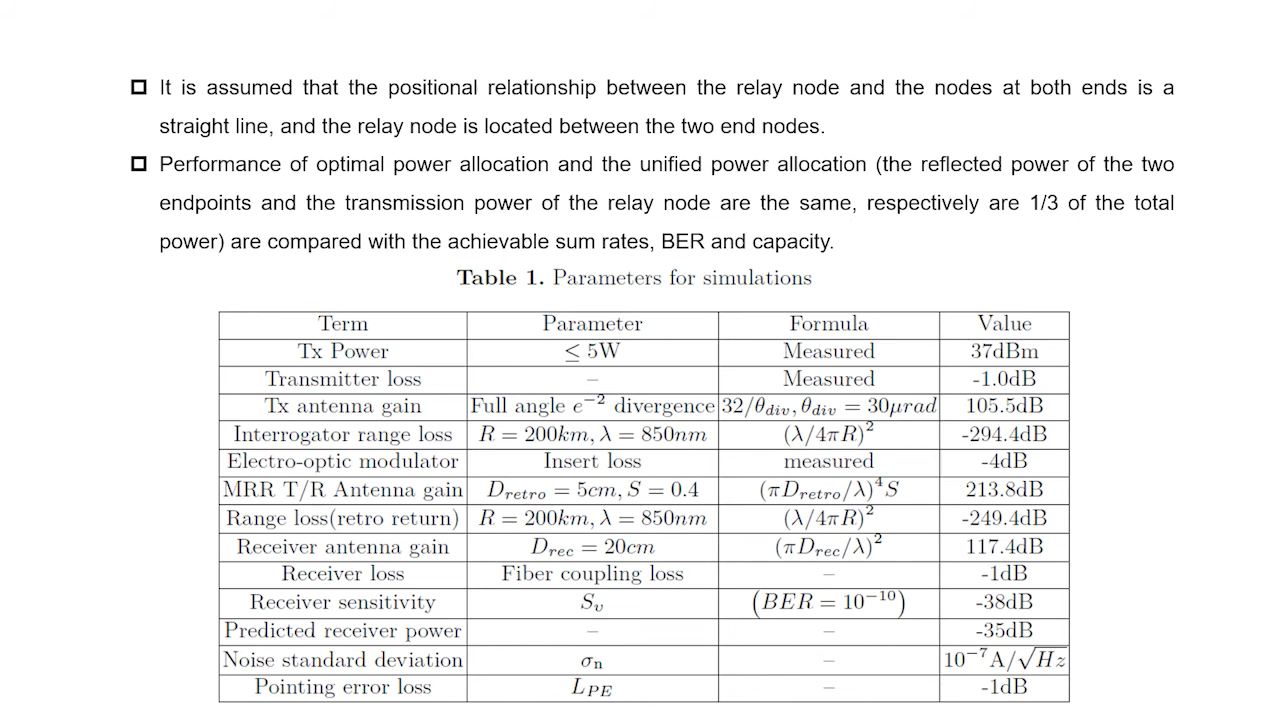 It is assumed that the positional relationship between the relay node and the nodes at both ends is a
straight line, and the relay node is located between the two end nodes.
Performance of optimal power allocation and the unified power allocation (the reflected power of the two
endpoints and the transmission power of the relay node are the same, respectively are 1/3 of the total
power) are compared with the achievable sum rates, BER and capacity.
Table 1. Parameters for simulations
Term Parameter Formula Value
Tx Power ≤ 5W Measured 37dBm
Transmitter loss – Measured -1.0dB
Tx antenna gain Full angle e⁻² divergence 32/θ_div, θ_div = 30μrad 105.5dB
Interrogator range loss R = 200km, λ = 850nm (λ/4πR)² -294.4dB
Electro-optic modulator Insert loss measured -4dB
MRR T/R Antenna gain D_retro = 5cm, S = 0.4 (πD_retro/λ)⁴S 213.8dB
Range loss(retro return) R = 200km, λ = 850nm (λ/4πR)² -249.4dB
Receiver antenna gain D_rec = 20cm (πD_rec/λ)² 117.4dB
Receiver loss Fiber coupling loss – -1dB
Receiver sensitivity S_v (BER = 10⁻¹⁰) -38dB
Predicted receiver power – – -35dB
Noise standard deviation σ_n – 10⁻⁷A/√Hz
Pointing error loss L_PE – -1dB